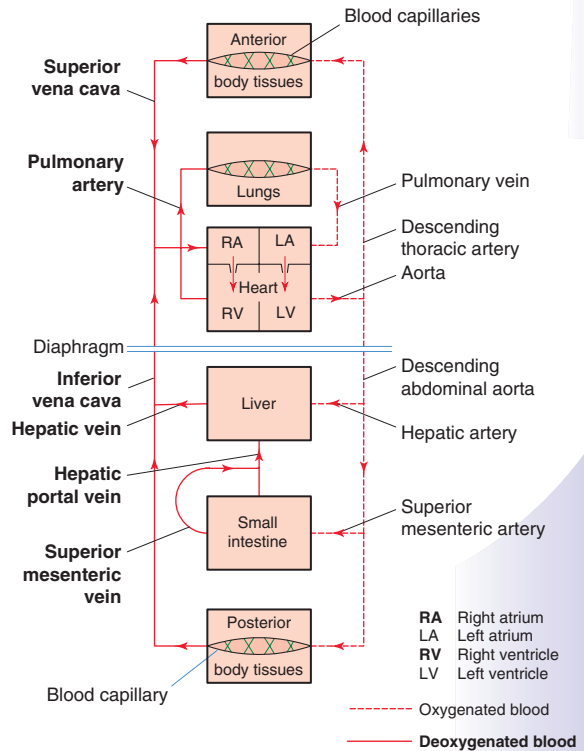 Blood capillaries
Anterior
body tissues
Superior
vena cava
Pulmonary
artery
Lungs
Pulmonary vein
RA
LA
Descending
thoracic artery
Heart
Aorta
RV
LV
Diaphragm
Inferior
vena cava
Descending
abdominal aorta
Liver
Hepatic vein
Hepatic artery
Hepatic
portal vein
Small
intestine
Superior
mesenteric artery
Superior
mesenteric
vein
Posterior
body tissues
Blood capillary
RA Right atrium
LA Left atrium
RV Right ventricle
LV Left ventricle
Oxygenated blood
Deoxygenated blood